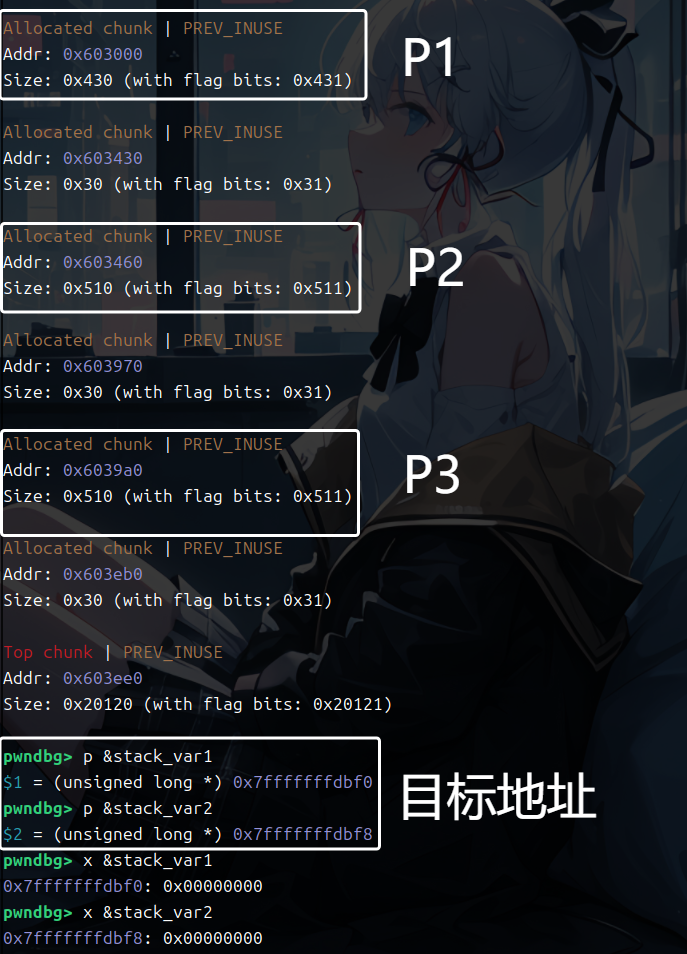 Allocated chunk | PREV_INUSE
Addr: 0x603000
Size: 0x430 (with flag bits: 0x431)
P1
Allocated chunk | PREV_INUSE
Addr: 0x603430
Size: 0x30 (with flag bits: 0x31)
Allocated chunk | PREV_INUSE
Addr: 0x603460
Size: 0x510 (with flag bits: 0x511)
P2
Allocated chunk | PREV_INUSE
Addr: 0x603970
Size: 0x30 (with flag bits: 0x31)
Allocated chunk | PREV_INUSE
Addr: 0x6039a0
Size: 0x510 (with flag bits: 0x511)
P3
Allocated chunk | PREV_INUSE
Addr: 0x603eb0
Size: 0x30 (with flag bits: 0x31)
Top chunk | PREV_INUSE
Addr: 0x603ee0
Size: 0x20120 (with flag bits: 0x20121)
pwndbg> p &stack_var1
$1 = (unsigned long *) 0x7fffffffdbf0
pwndbg> p &stack_var2
$2 = (unsigned long *) 0x7fffffffdbf8
目标地址
pwndbg> x &stack_var1
0x7fffffffdbf0: 0x00000000
pwndbg> x &stack_var2
0x7fffffffdbf8: 0x00000000